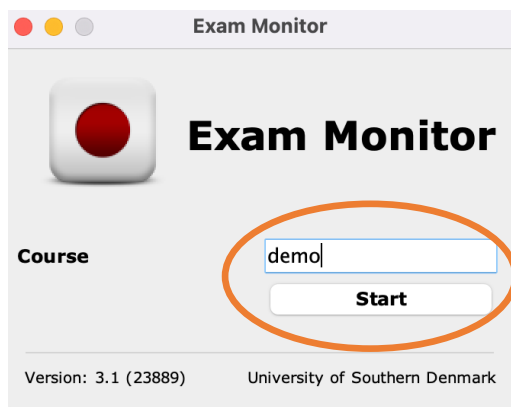 Exam Monitor
Exam Monitor
Course
demo
Start
Version: 3.1 (23889)
University of Southern Denmark